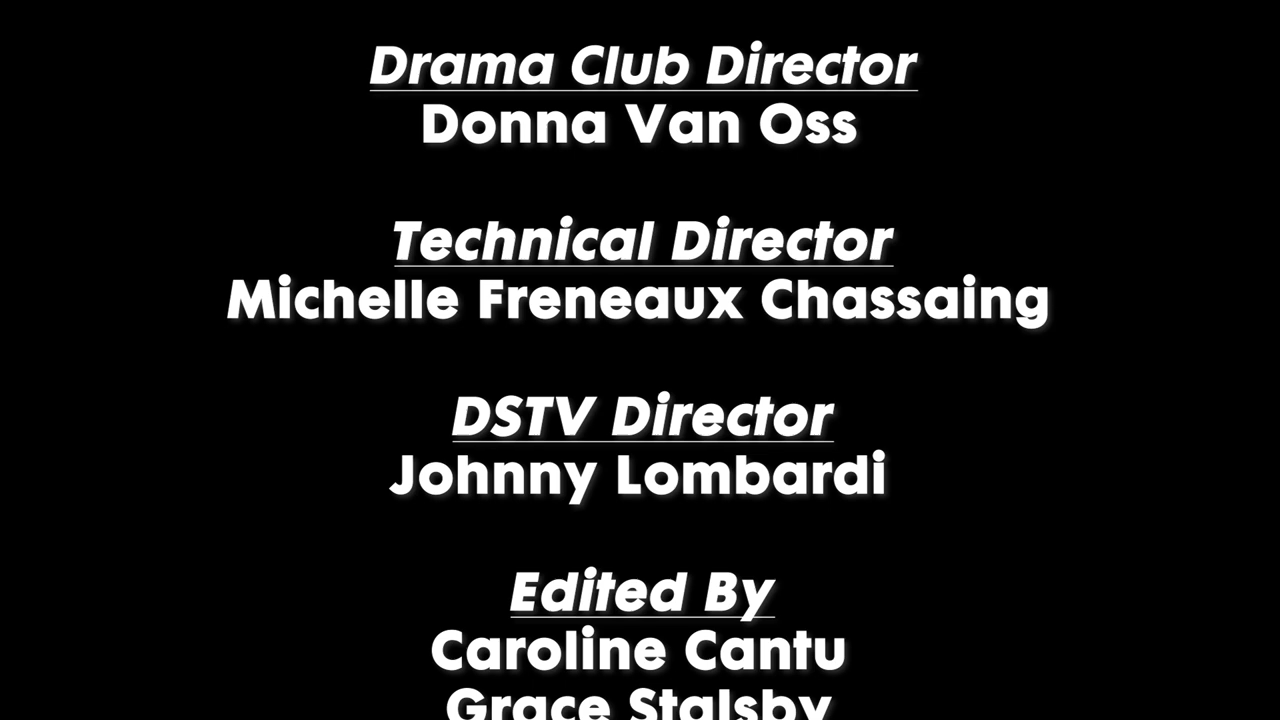 Drama Club Director
Donna Van Oss
Technical Director
Michelle Freneaux Chassaing
DSTV Director
Johnny Lombardi
Edited By
Caroline Cantu
Grace Stalsby